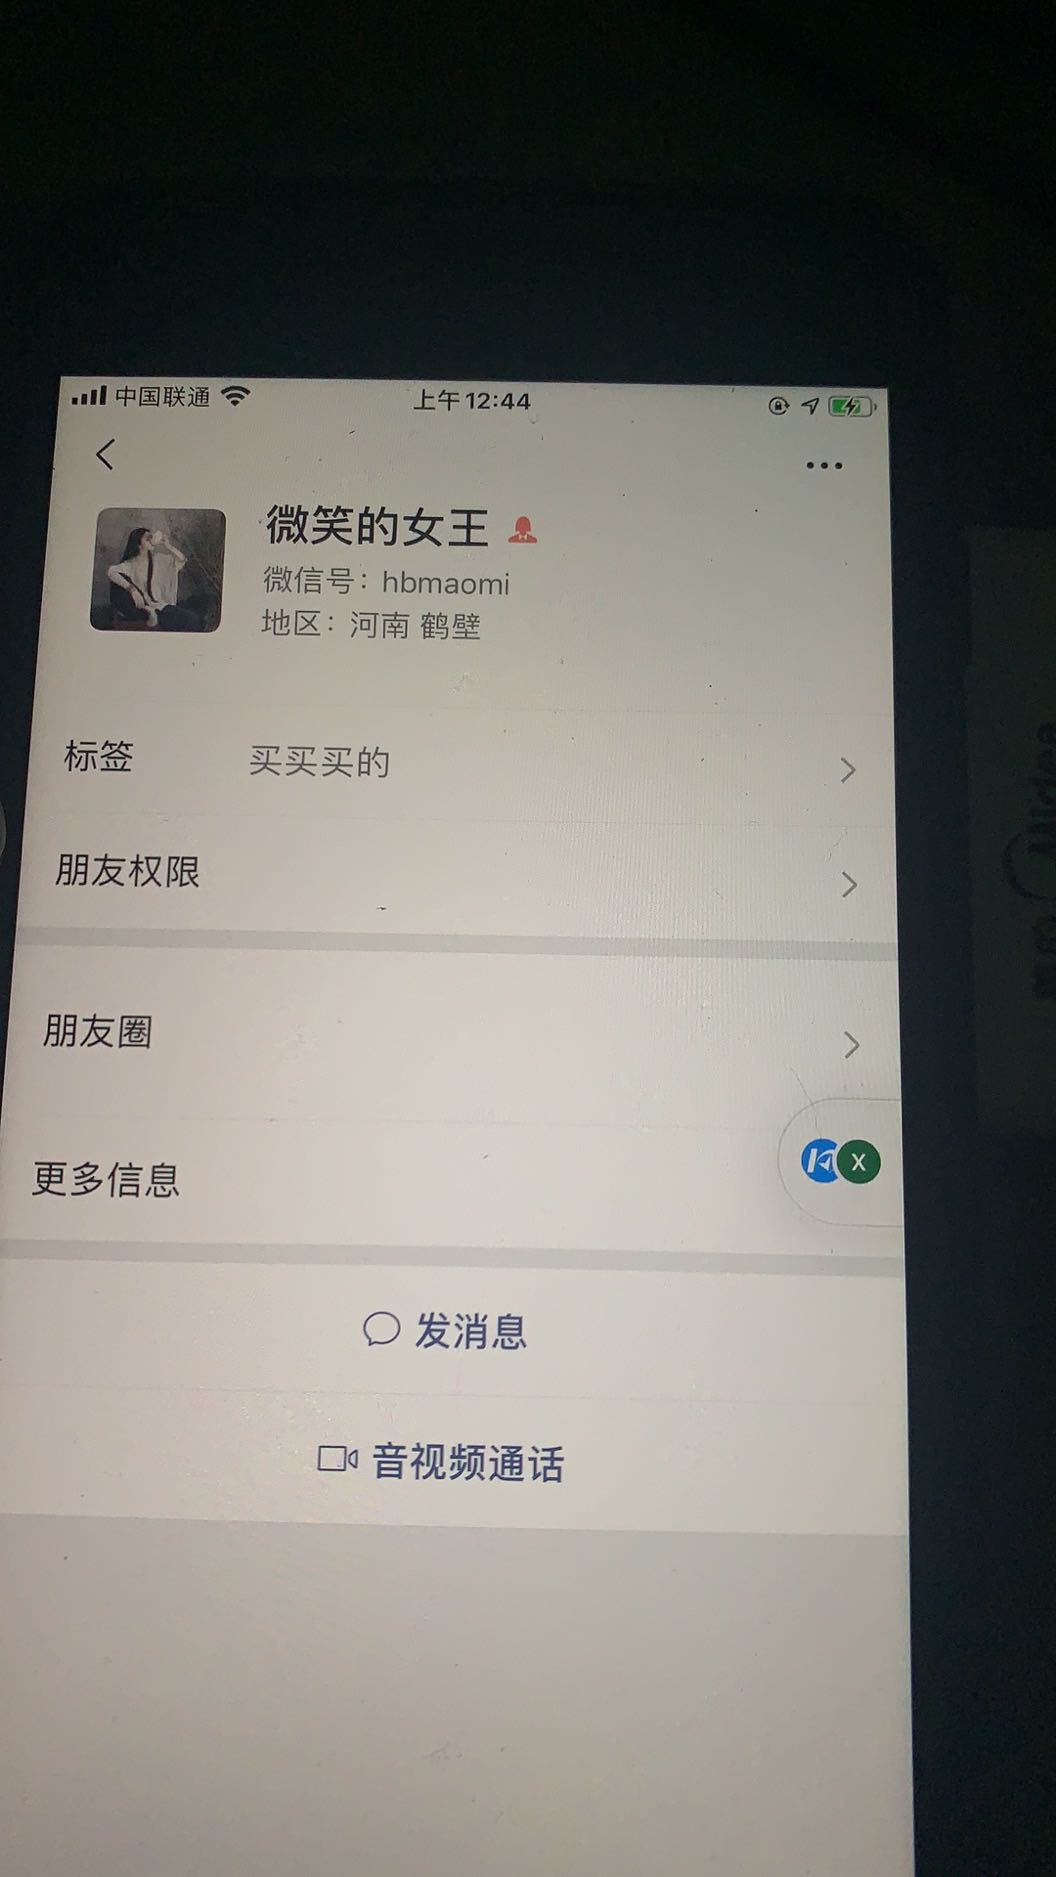 中国联通
上午12:44
微笑的女王
微信号：hbmaomi
地区：河南 鹤壁
标签 买买买的
朋友权限
朋友圈
更多信息
X
发消息
音视频通话
Midea